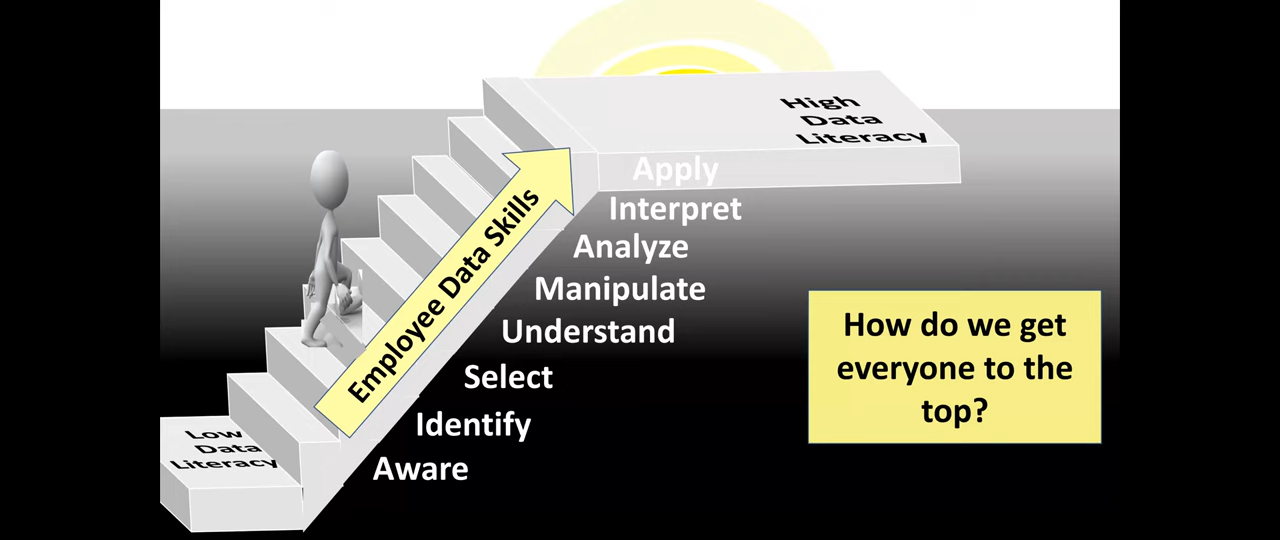 High
Data
Literacy
Apply
Interpret
Analyze
Manipulate
Understand
Select
Identify
Aware
Employee Data Skills
Low
Data
Literacy
How do we get
everyone to the
top?